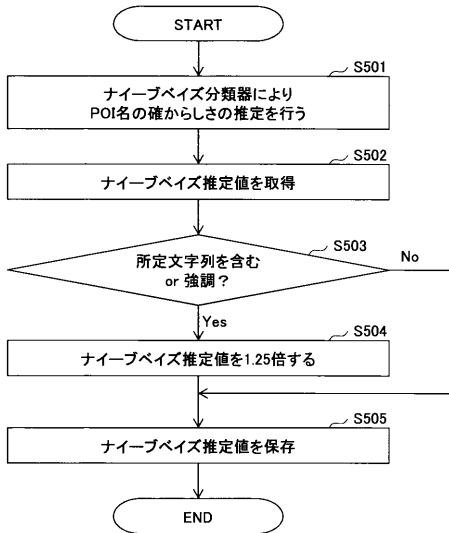 START
S501
ナイーブベイズ分類器により
POI名の確からしさの推定を行う
S502
ナイーブベイズ推定値を取得
S503
所定文字列を含む
or 強調?
No
Yes
S504
ナイーブベイズ推定値を1.25倍する
S505
ナイーブベイズ推定値を保存
END